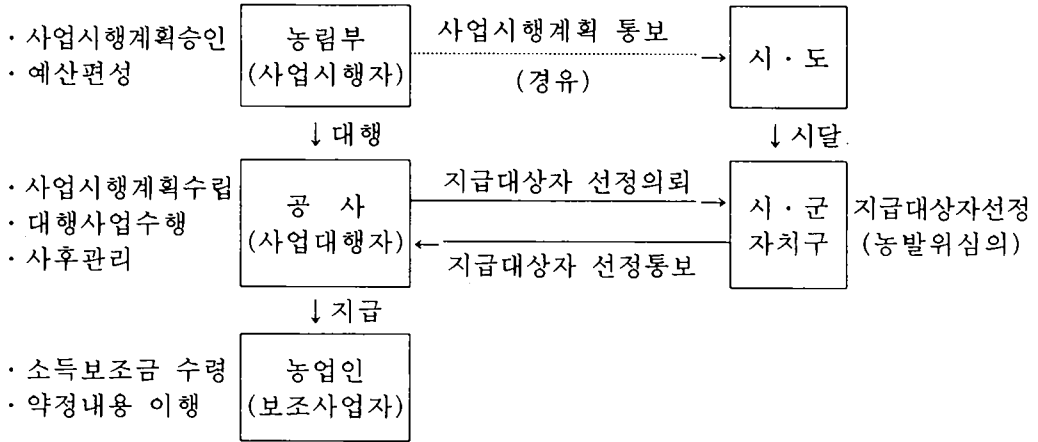 · 사업시행계획승인
· 예산편성
농림부
(사업시행자)
사업시행계획 통보
(경유)
시 · 도
↓대행
↓시달
· 사업시행계획수립
· 대행사업수행
· 사후관리
공 사
(사업대행자)
지급대상자 선정의뢰
지급대상자 선정통보
시 · 군
자치구
지급대상자선정
(농발위심의)
↓지급
· 소득보조금 수령
· 약정내용 이행
농업인
(보조사업자)